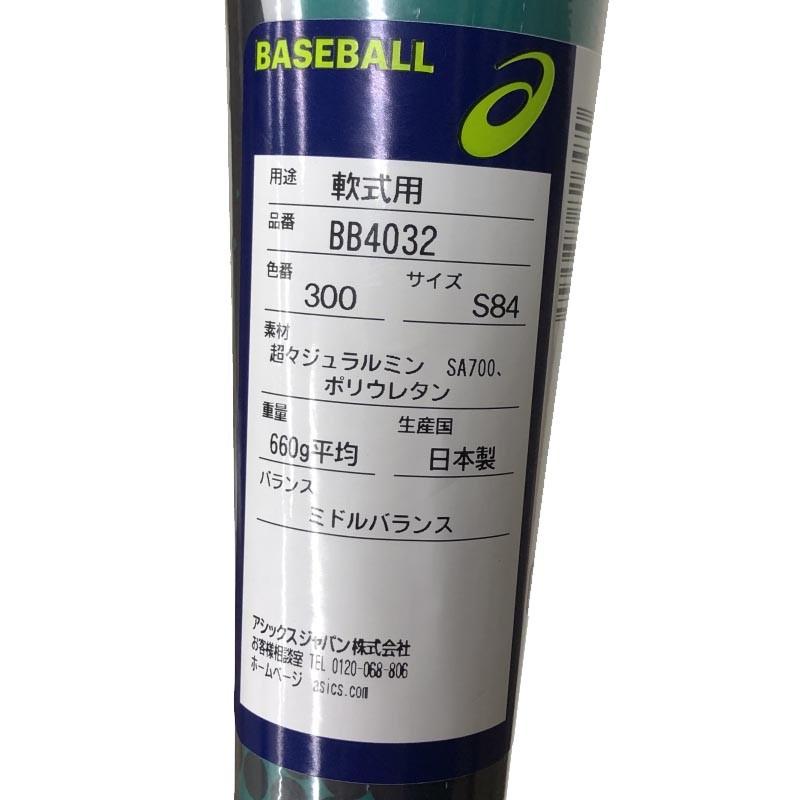 BASEBALL
用途 軟式用
品番 BB4032
色番 300 サイズ S84
素材
超々ジュラルミン SA700、
ポリウレタン
重量 660g平均 生産国 日本製
バランス
ミドルバランス
アシックスジャパン株式会社
お客様相談室 TEL 0120-068-806
ホームページ asics.com